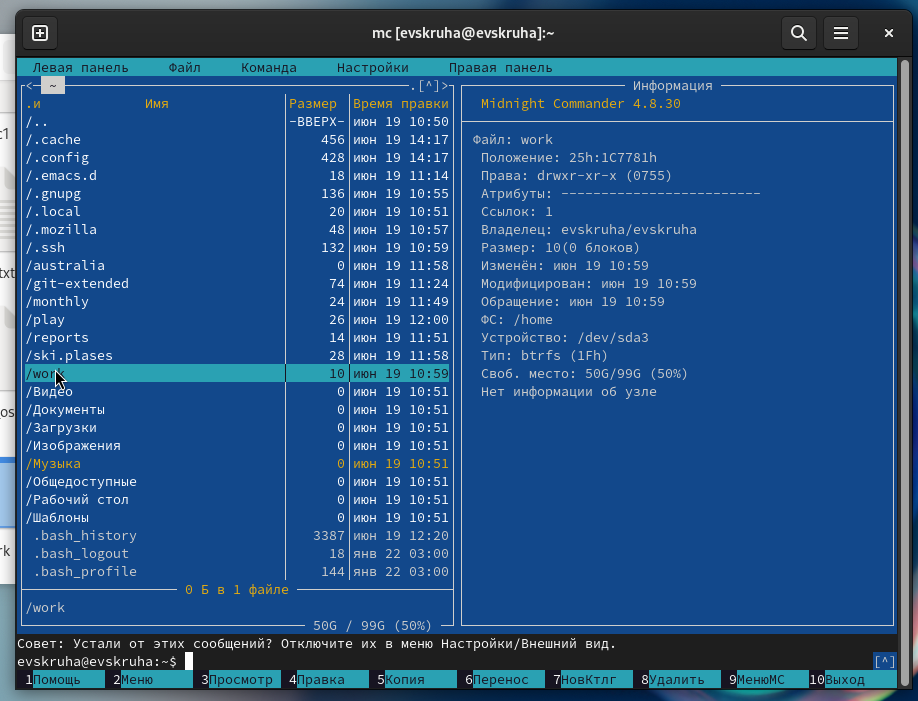 mc [evskruha@evskruha]:~
Левая панель Файл Команда Настройки Правая панель
<— ~ .[^]>
.и Имя Размер Время правки
/.. -ВВЕРХ- июн 19 10:50
/.cache 456 июн 19 14:17
/.config 428 июн 19 14:17
/.emacs.d 18 июн 19 11:14
/.gnupg 136 июн 19 10:55
/.local 20 июн 19 10:51
/.mozilla 48 июн 19 10:57
/.ssh 132 июн 19 10:59
/australia 0 июн 19 11:58
/git-extended 74 июн 19 11:24
/monthly 24 июн 19 11:49
/play 26 июн 19 12:00
/reports 14 июн 19 11:51
/ski.plases 28 июн 19 11:58
/work 10 июн 19 10:59
/Видео 0 июн 19 10:51
/Документы 0 июн 19 10:51
/Загрузки 0 июн 19 10:51
/Изображения 0 июн 19 10:51
/Музыка 0 июн 19 10:51
/Общедоступные 0 июн 19 10:51
/Рабочий стол 0 июн 19 10:51
/Шаблоны 0 июн 19 10:51
.bash_history 3387 июн 19 12:20
.bash_logout 18 янв 22 03:00
.bash_profile 144 янв 22 03:00
0 Б в 1 файле
/work
50G / 99G (50%)
Информация
Midnight Commander 4.8.30
Файл: work
Положение: 25h:1C7781h
Права: drwxr-xr-x (0755)
Атрибуты: -------------------------
Ссылок: 1
Владелец: evskruha/evskruha
Размер: 10(0 блоков)
Изменён: июн 19 10:59
Модифицирован: июн 19 10:59
Обращение: июн 19 10:59
ФС: /home
Устройство: /dev/sda3
Тип: btrfs (1Fh)
Своб. место: 50G/99G (50%)
Нет информации об узле
Совет: Устали от этих сообщений? Отключите их в меню Настройки/Внешний вид.
evskruha@evskruha:~$ [^]
1Помощь 2Меню 3Просмотр 4Правка 5Копия 6Перенос 7НовКтлг 8Удалить 9МенюМС 10Выход